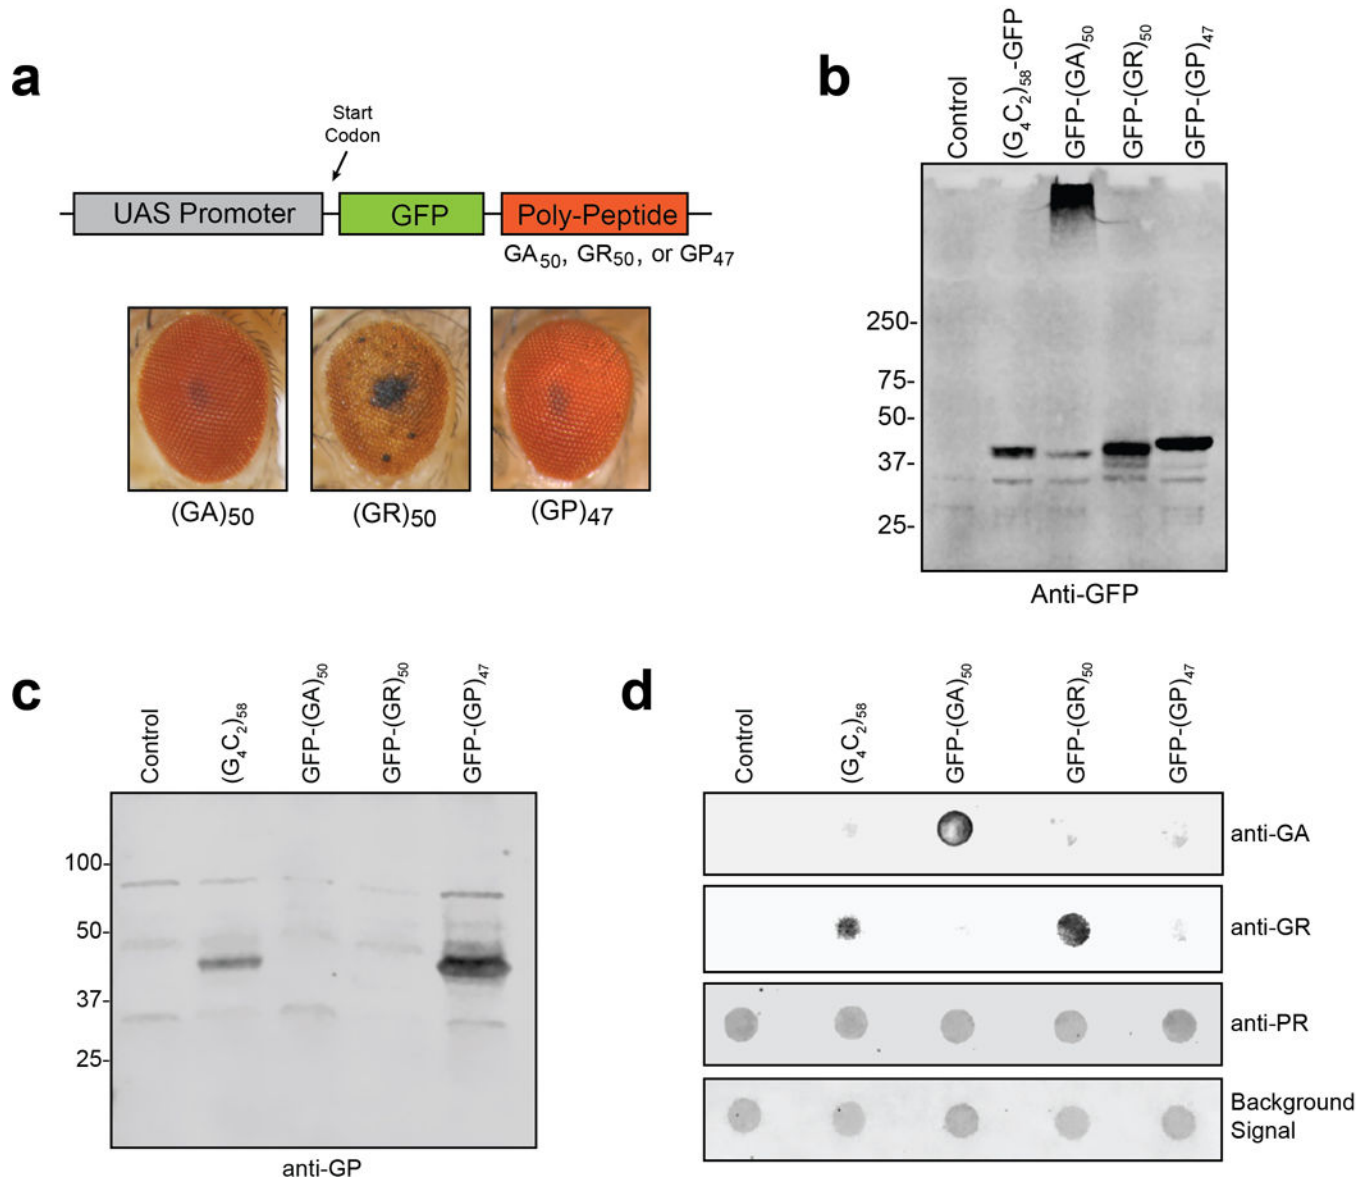 a
Start
Codon
UAS Promoter
GFP
Poly-Peptide
GA50, GR50, or GP47
(GA)50
(GR)50
(GP)47
b
Control
(G4C2)58-GFP
GFP-(GA)50
GFP-(GR)50
GFP-(GP)47
250-
75-
50-
37-
25-
Anti-GFP
c
Control
(G4C2)58
GFP-(GA)50
GFP-(GR)50
GFP-(GP)47
100-
50-
37-
25-
anti-GP
d
Control
(G4C2)58
GFP-(GA)50
GFP-(GR)50
GFP-(GP)47
anti-GA
anti-GR
anti-PR
Background
Signal